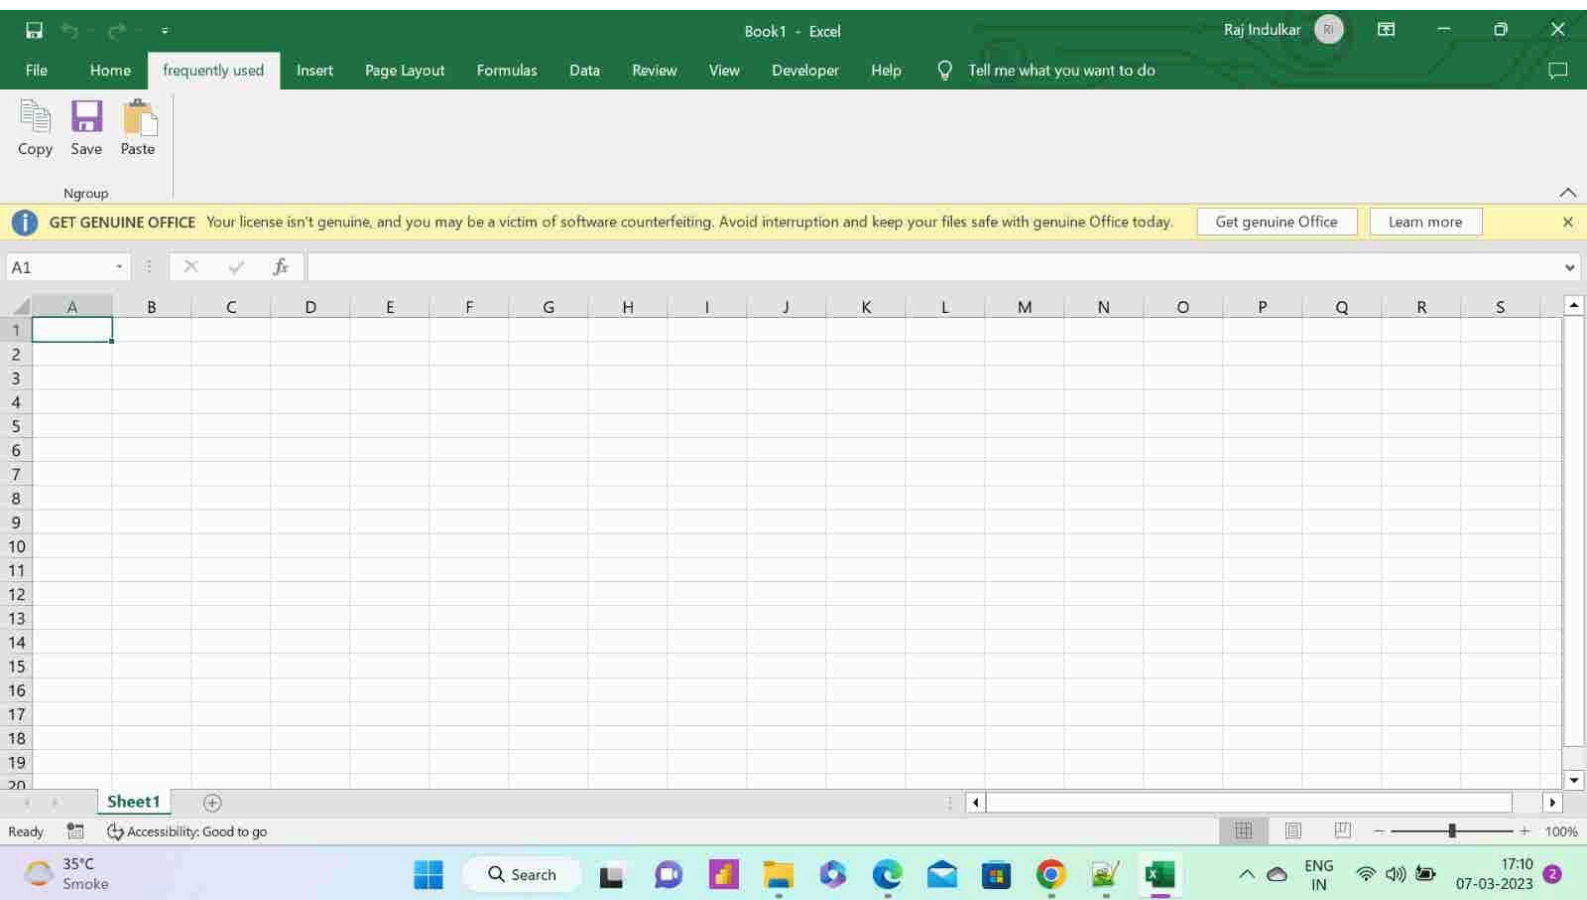 Book1 - Excel
Raj Indulkar
RI
File Home frequently used Insert Page Layout Formulas Data Review View Developer Help Tell me what you want to do
Copy Save Paste
Ngroup
GET GENUINE OFFICE Your license isn't genuine, and you may be a victim of software counterfeiting. Avoid interruption and keep your files safe with genuine Office today. Get genuine Office Learn more
A1 fx
A B C D E F G H I J K L M N O P Q R S
1
2
3
4
5
6
7
8
9
10
11
12
13
14
15
16
17
18
19
20
Sheet1
Ready Accessibility: Good to go 100%
35°C
Smoke
Search
ENG
IN
17:10
07-03-2023
2